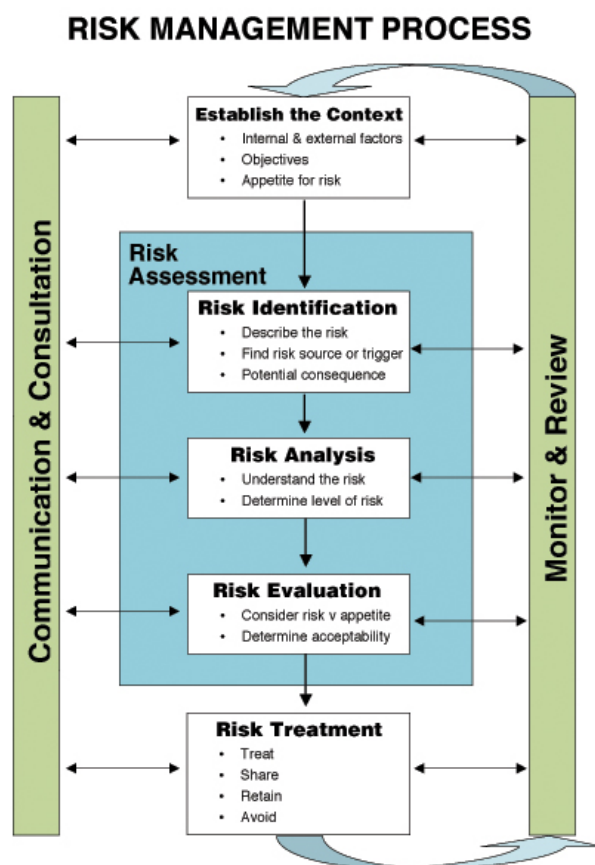 RISK MANAGEMENT PROCESS
Communication & Consultation
Establish the Context
• Internal & external factors
• Objectives
• Appetite for risk
Risk
Assessment
Risk Identification
• Describe the risk
• Find risk source or trigger
• Potential consequence
Risk Analysis
• Understand the risk
• Determine level of risk
Risk Evaluation
• Consider risk v appetite
• Determine acceptability
Risk Treatment
• Treat
• Share
• Retain
• Avoid
Monitor & Review